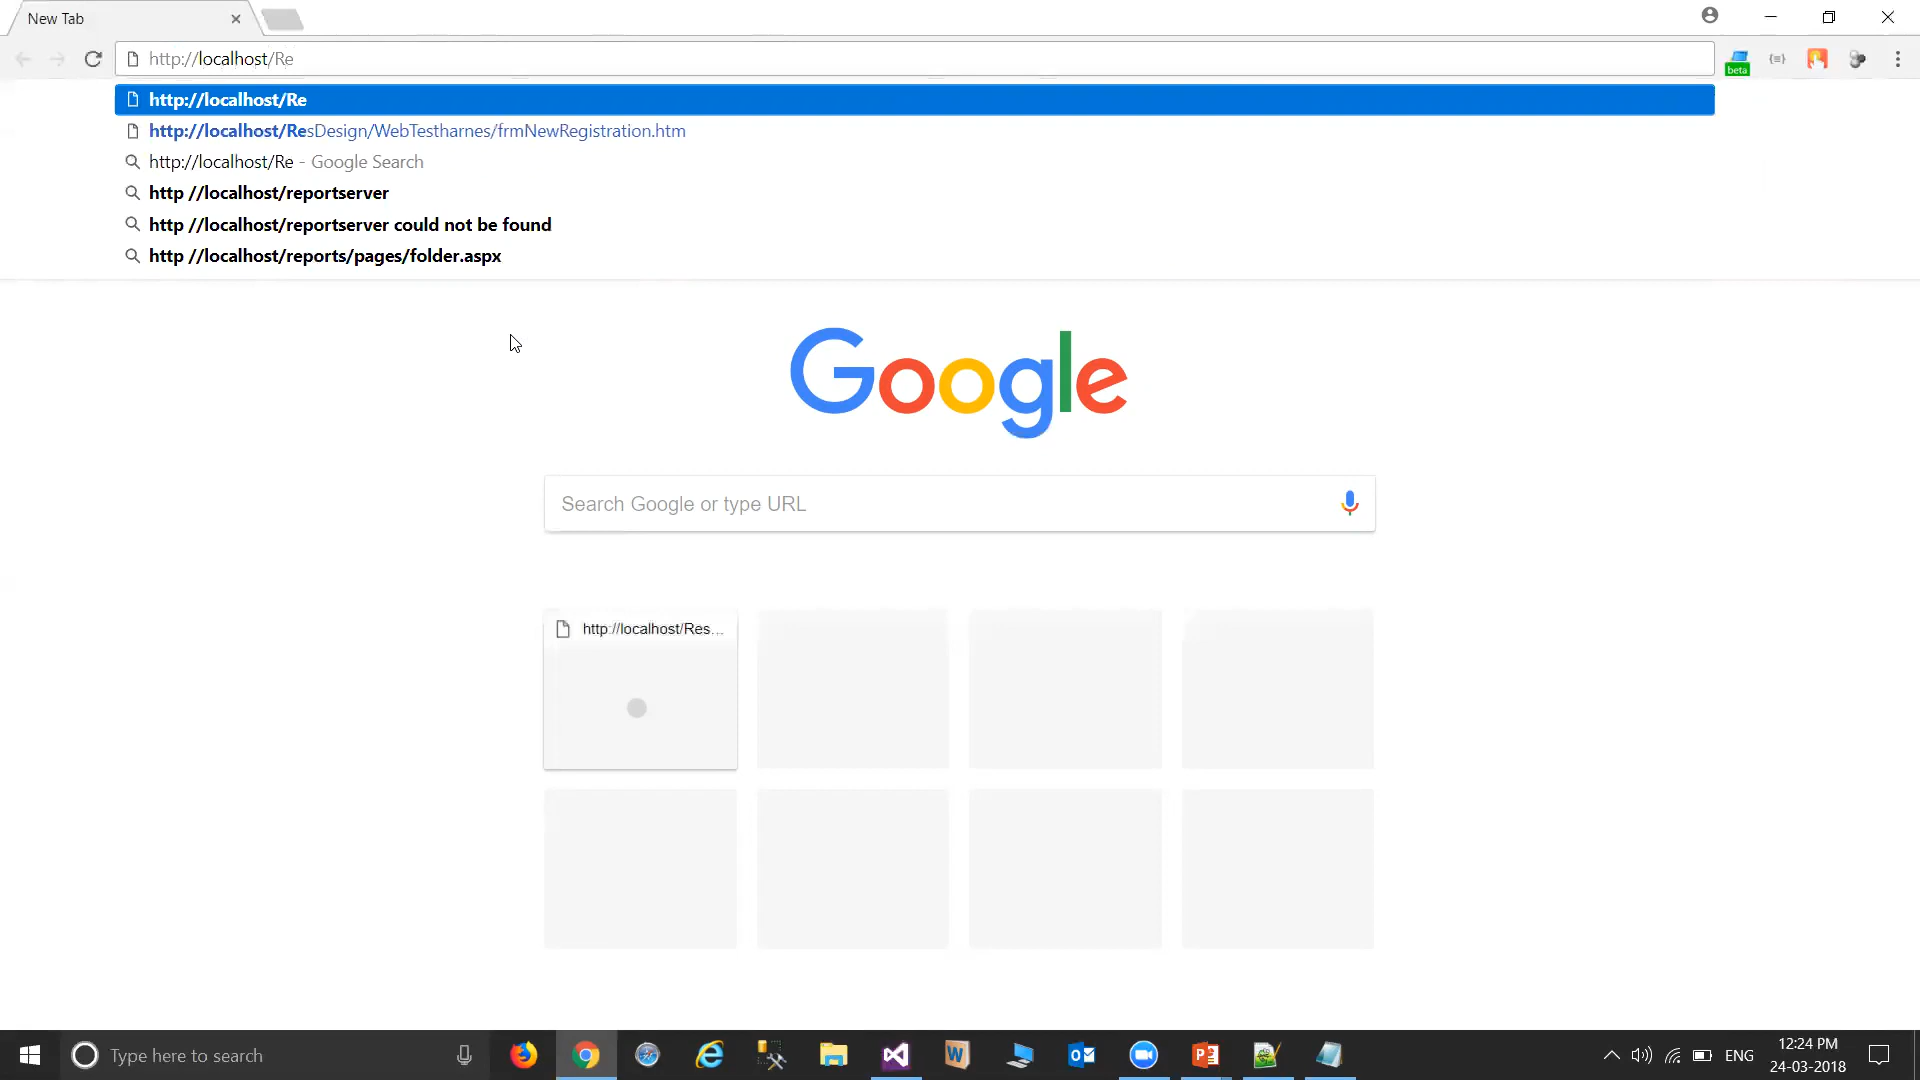 New Tab
http://localhost/Re
beta
http://localhost/Re
http://localhost/ResDesign/WebTestharnes/frmNewRegistration.htm
http://localhost/Re - Google Search
http //localhost/reportserver
http //localhost/reportserver could not be found
http //localhost/reports/pages/folder.aspx
Google
Search Google or type URL
http://localhost/Res...
Type here to search
ENG
12:24 PM
24-03-2018